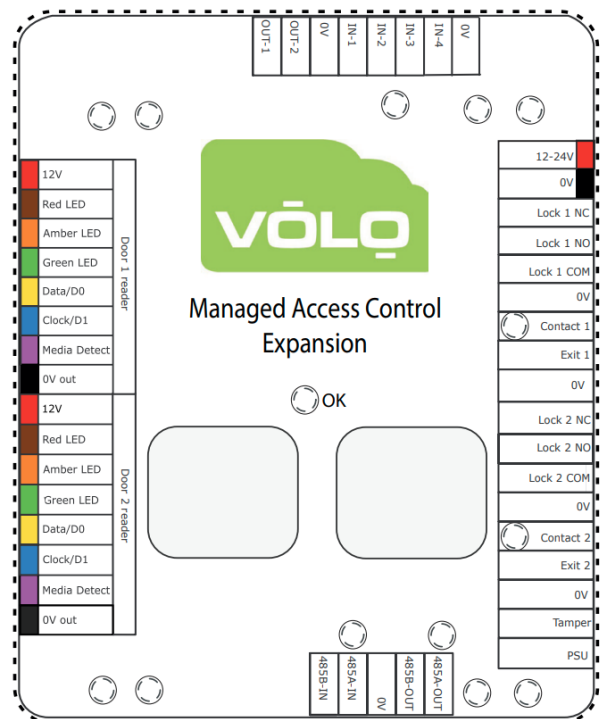 OUT-1
OUT-2
0V
IN-1
IN-2
IN-3
IN-4
0V
VŌLO
Managed Access Control
Expansion
OK
12V
Red LED
Amber LED
Green LED
Data/D0
Clock/D1
Media Detect
0V out
Door 1 reader
12V
Red LED
Amber LED
Green LED
Data/D0
Clock/D1
Media Detect
0V out
Door 2 reader
12-24V
0V
Lock 1 NC
Lock 1 NO
Lock 1 COM
0V
Contact 1
Exit 1
0V
Lock 2 NC
Lock 2 NO
Lock 2 COM
0V
Contact 2
Exit 2
0V
Tamper
PSU
485B-IN
485A-IN
0V
485B-OUT
485A-OUT